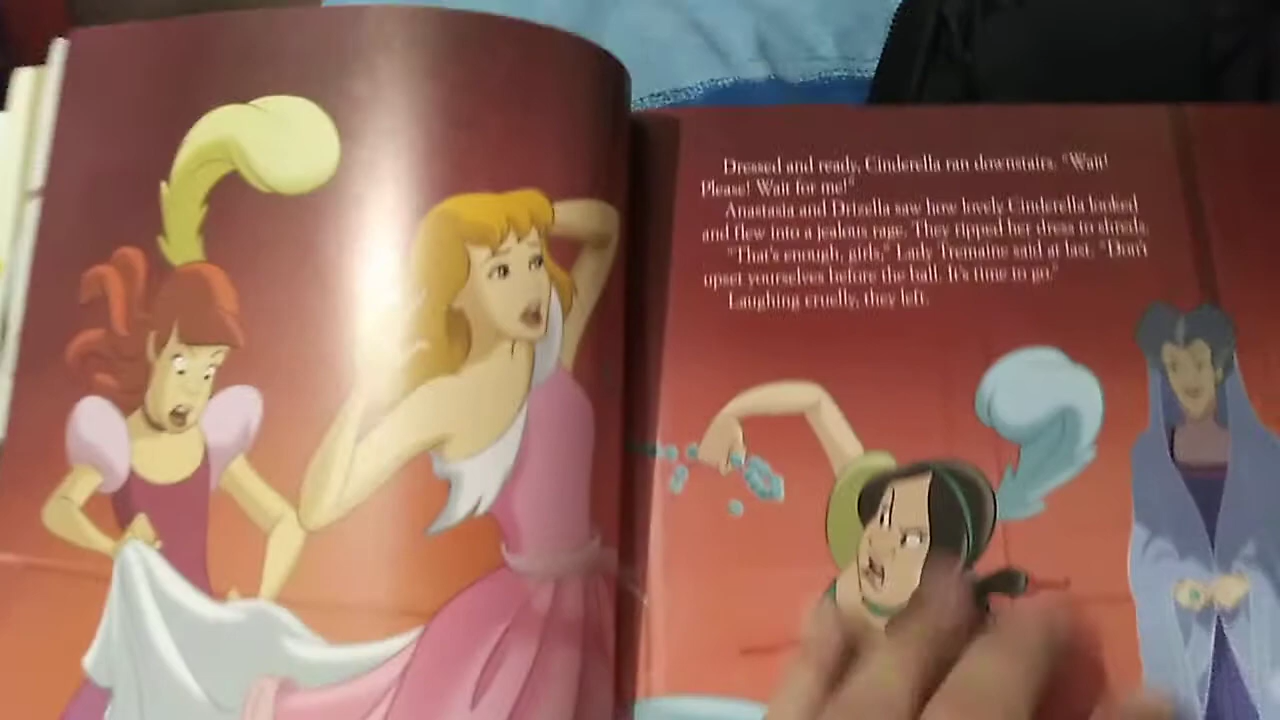 Dressed and ready, Cinderella ran downstairs. "Wait!
Please! Wait for me!"
Anastasia and Drizella saw how lovely Cinderella looked
and flew into a jealous rage. They ripped her dress to shreds.
"That's enough, girls," Lady Tremaine said at last. "Don't
upset yourselves before the ball. It's time to go."
Laughing cruelly, they left.